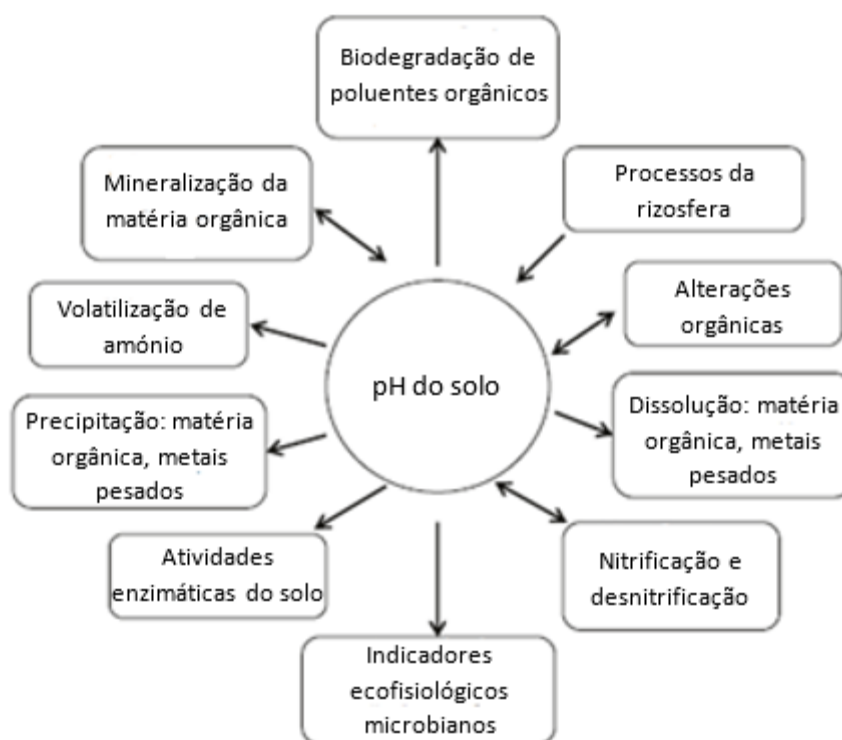 Biodegradação de
poluentes orgânicos
Mineralização da
matéria orgânica
Processos da
rizosfera
Volatilização de
amónio
Alterações
orgânicas
pH do solo
Precipitação: matéria
orgânica, metais
pesados
Dissolução: matéria
orgânica, metais
pesados
Atividades
enzimáticas do solo
Nitrificação e
desnitrificação
Indicadores
ecofisiológicos
microbianos